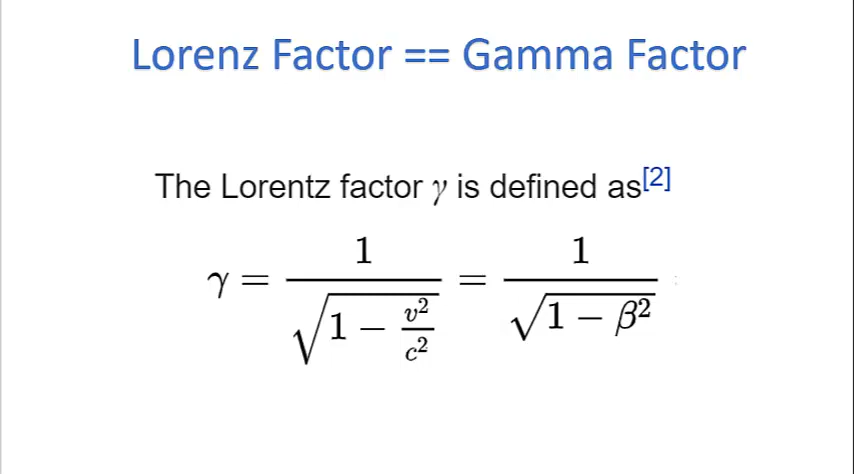 Lorenz Factor == Gamma Factor
The Lorentz factor γ is defined as[2]
γ = 1/√(1 − v²/c²) = 1/√(1 − β²)